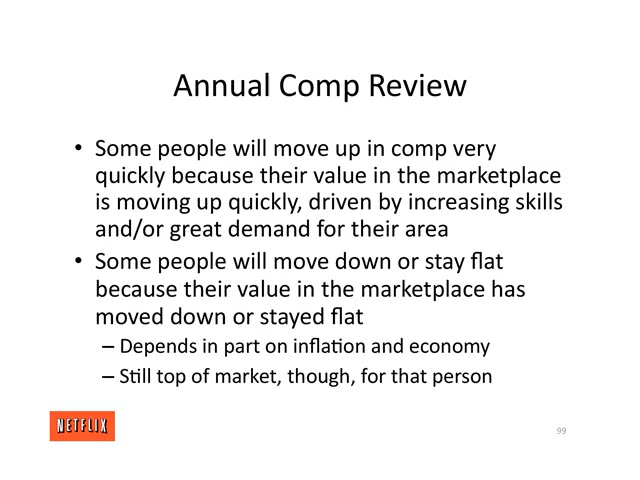 Annual Comp Review
• Some people will move up in comp very
quickly because their value in the marketplace
is moving up quickly, driven by increasing skills
and/or great demand for their area
• Some people will move down or stay flat
because their value in the marketplace has
moved down or stayed flat
– Depends in part on inflation and economy
– Still top of market, though, for that person
NETFLIX
99